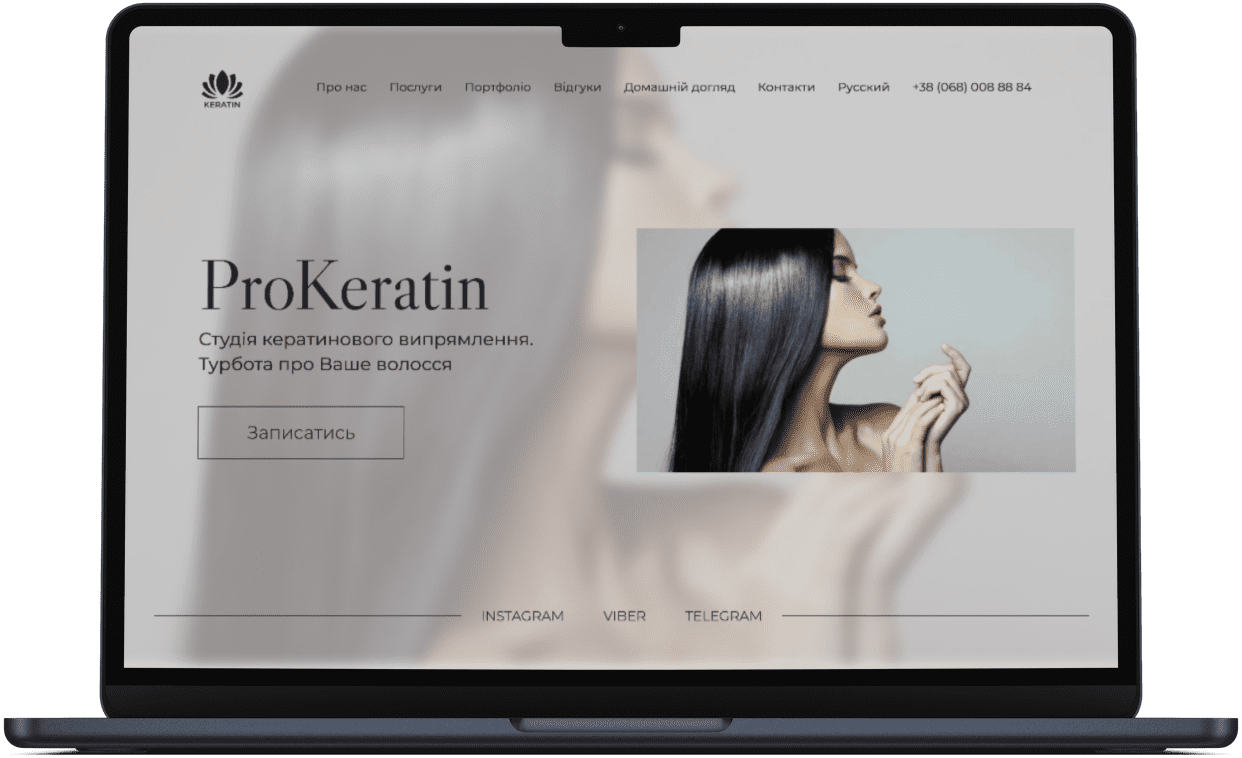 KERATIN
Про нас Послуги Портфоліо Відгуки Домашній догляд Контакти Русский +38 (068) 008 88 84
ProKeratin
Студія кератинового випрямлення.
Турбота про Ваше волосся
Записатись
INSTAGRAM VIBER TELEGRAM